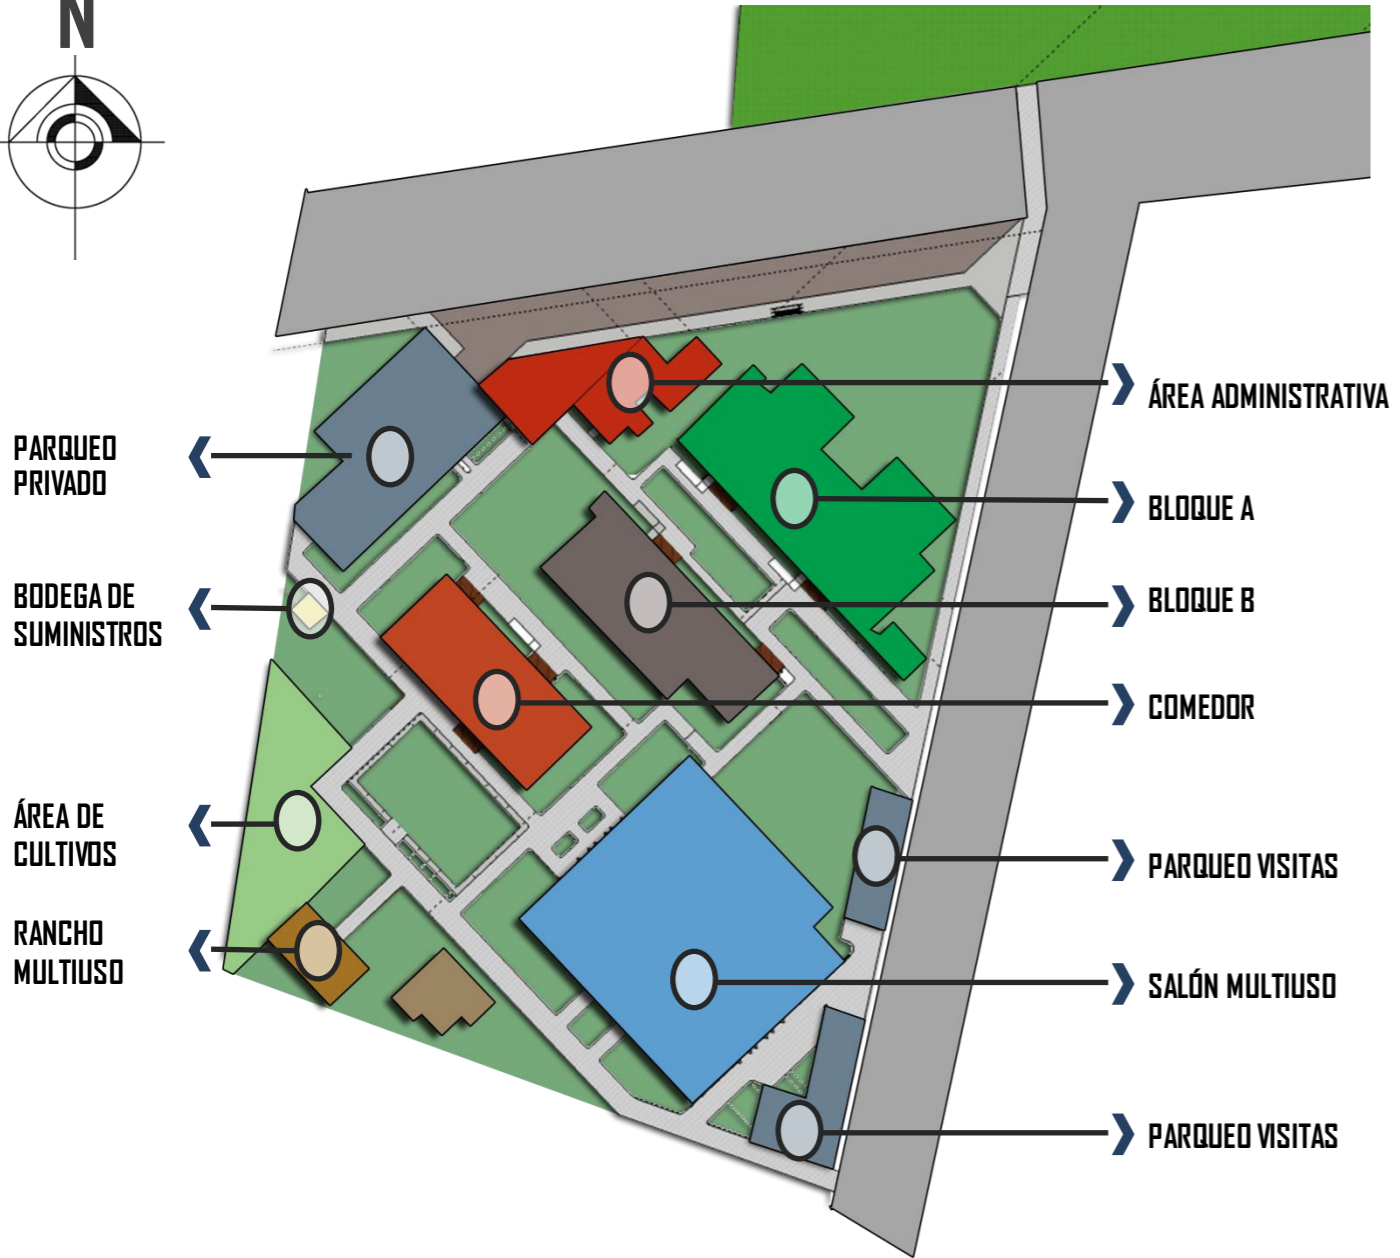 N
ÁREA ADMINISTRATIVA
PARQUEO
PRIVADO
BLOQUE A
BODEGA DE
SUMINISTROS
BLOQUE B
COMEDOR
ÁREA DE
CULTIVOS
PARQUEO VISITAS
RANCHO
MULTIUSO
SALÓN MULTIUSO
PARQUEO VISITAS